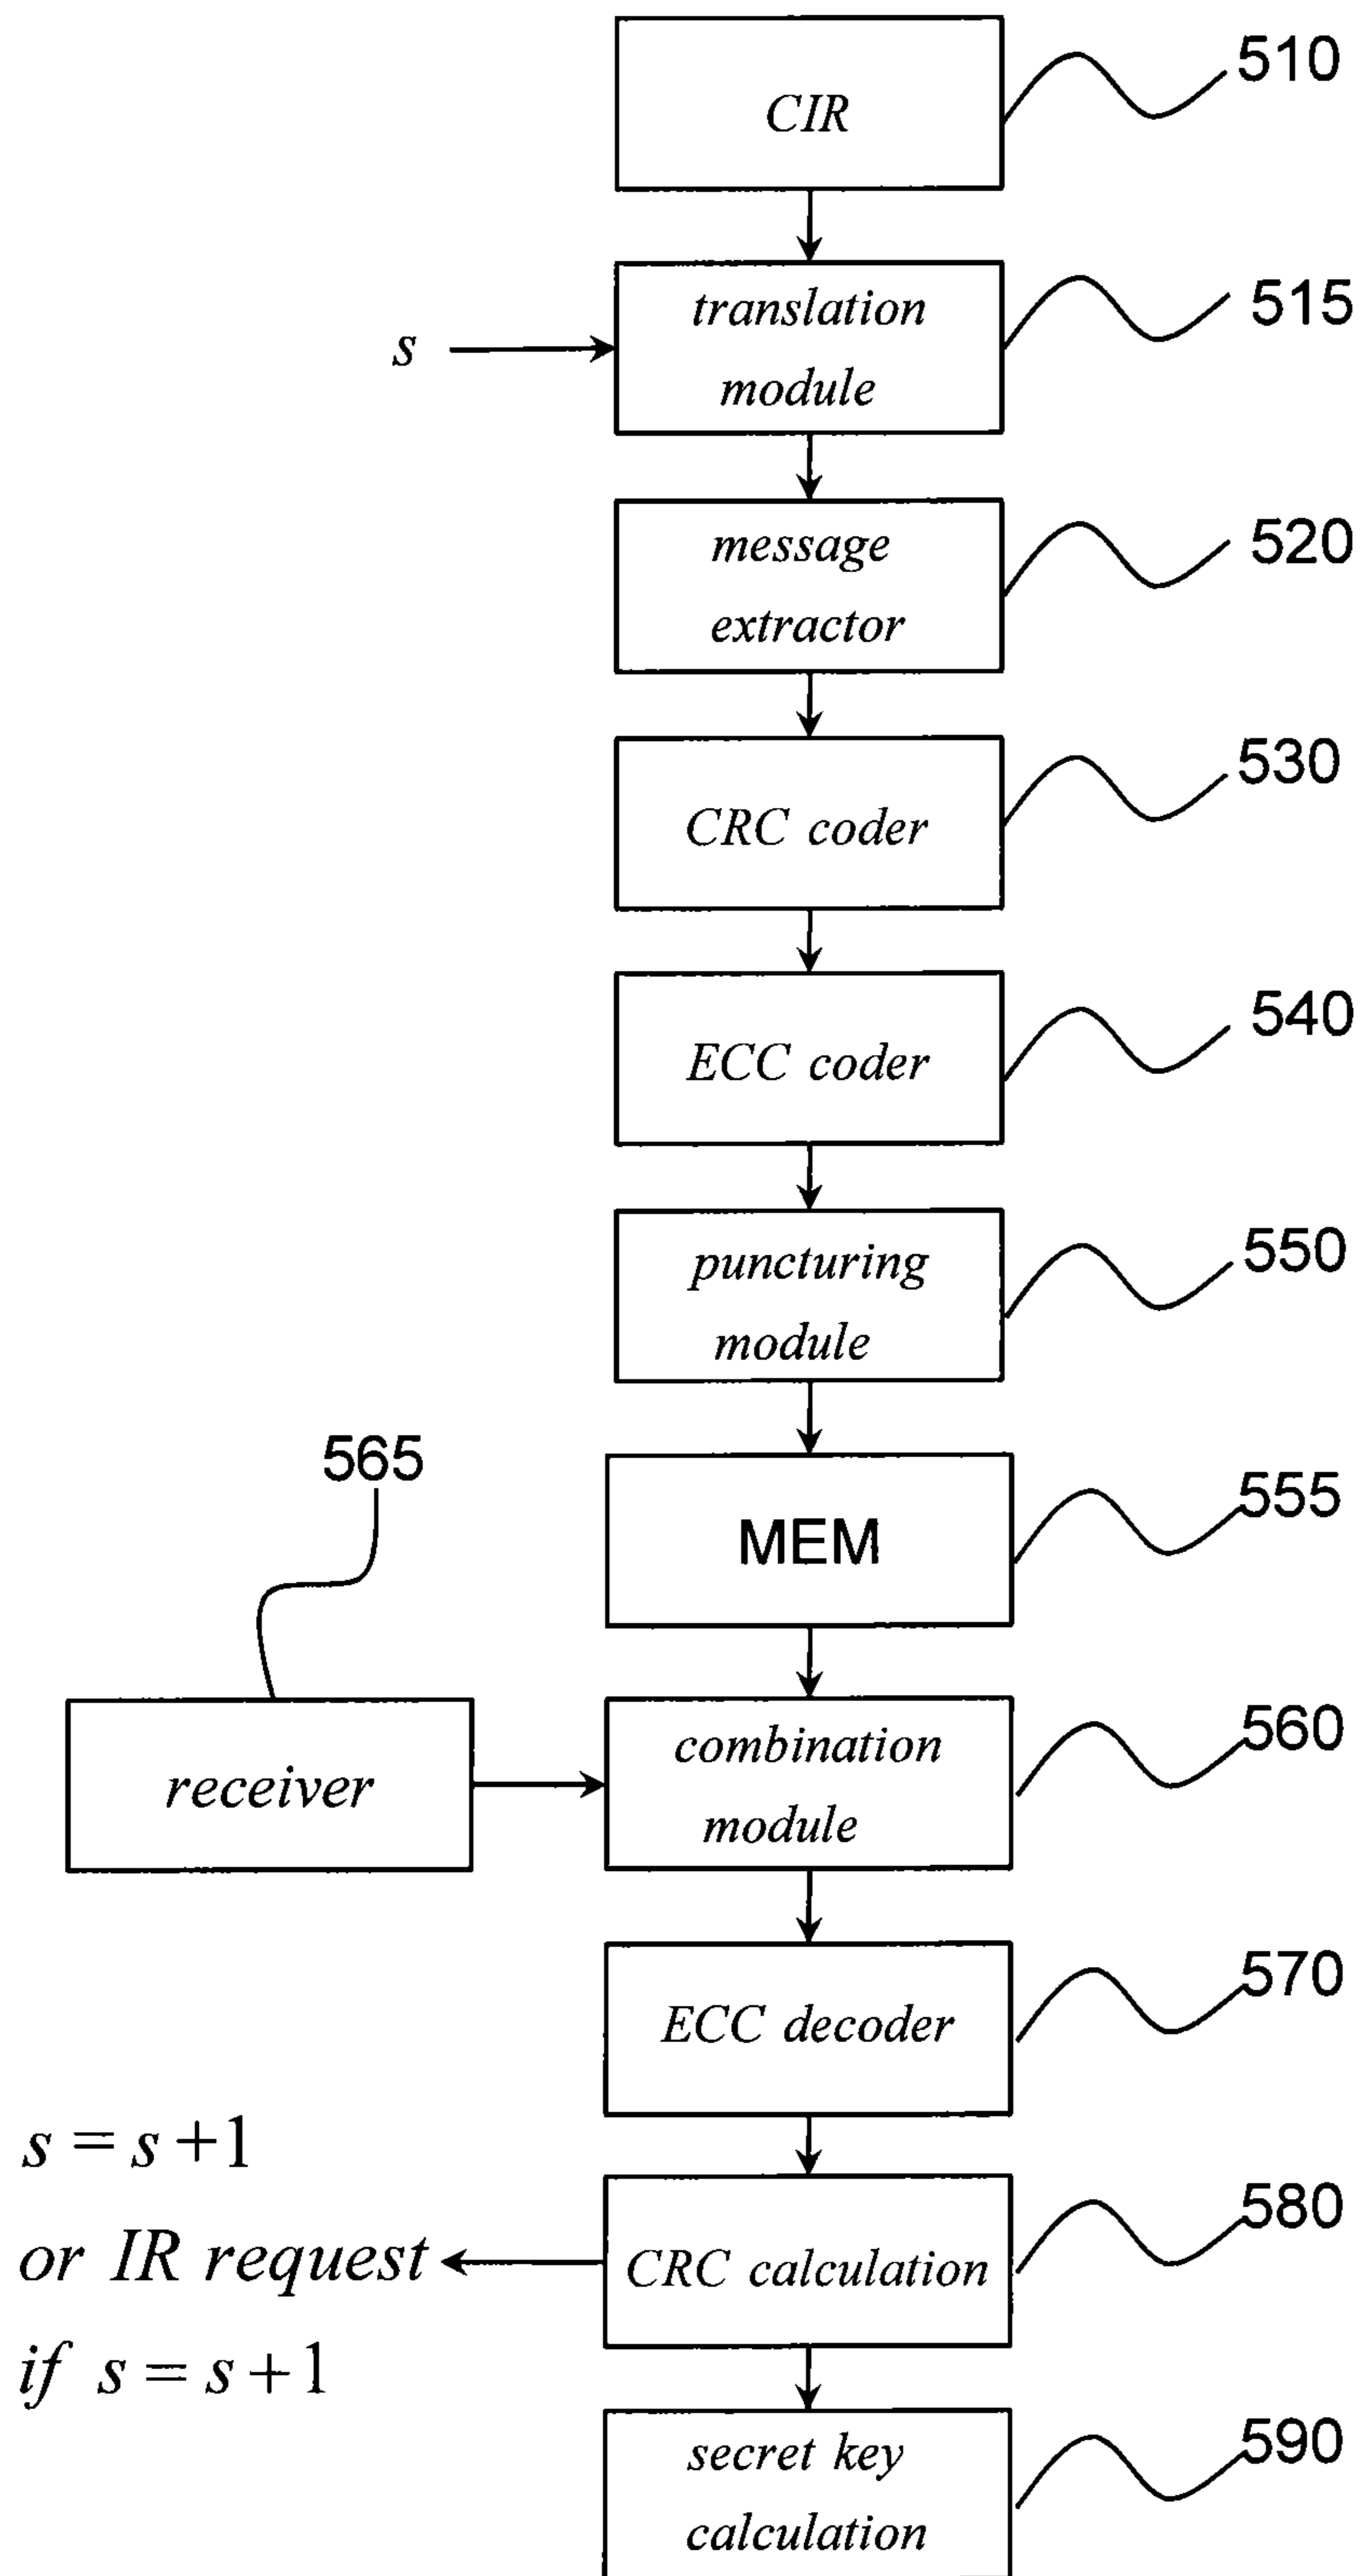 CIR
510
translation
module
515
s
message
extractor
520
CRC coder
530
ECC coder
540
puncturing
module
550
565
MEM
555
receiver
combination
module
560
ECC decoder
570
s = s +1
or IR request
if s = s +1
CRC calculation
580
secret key
calculation
590